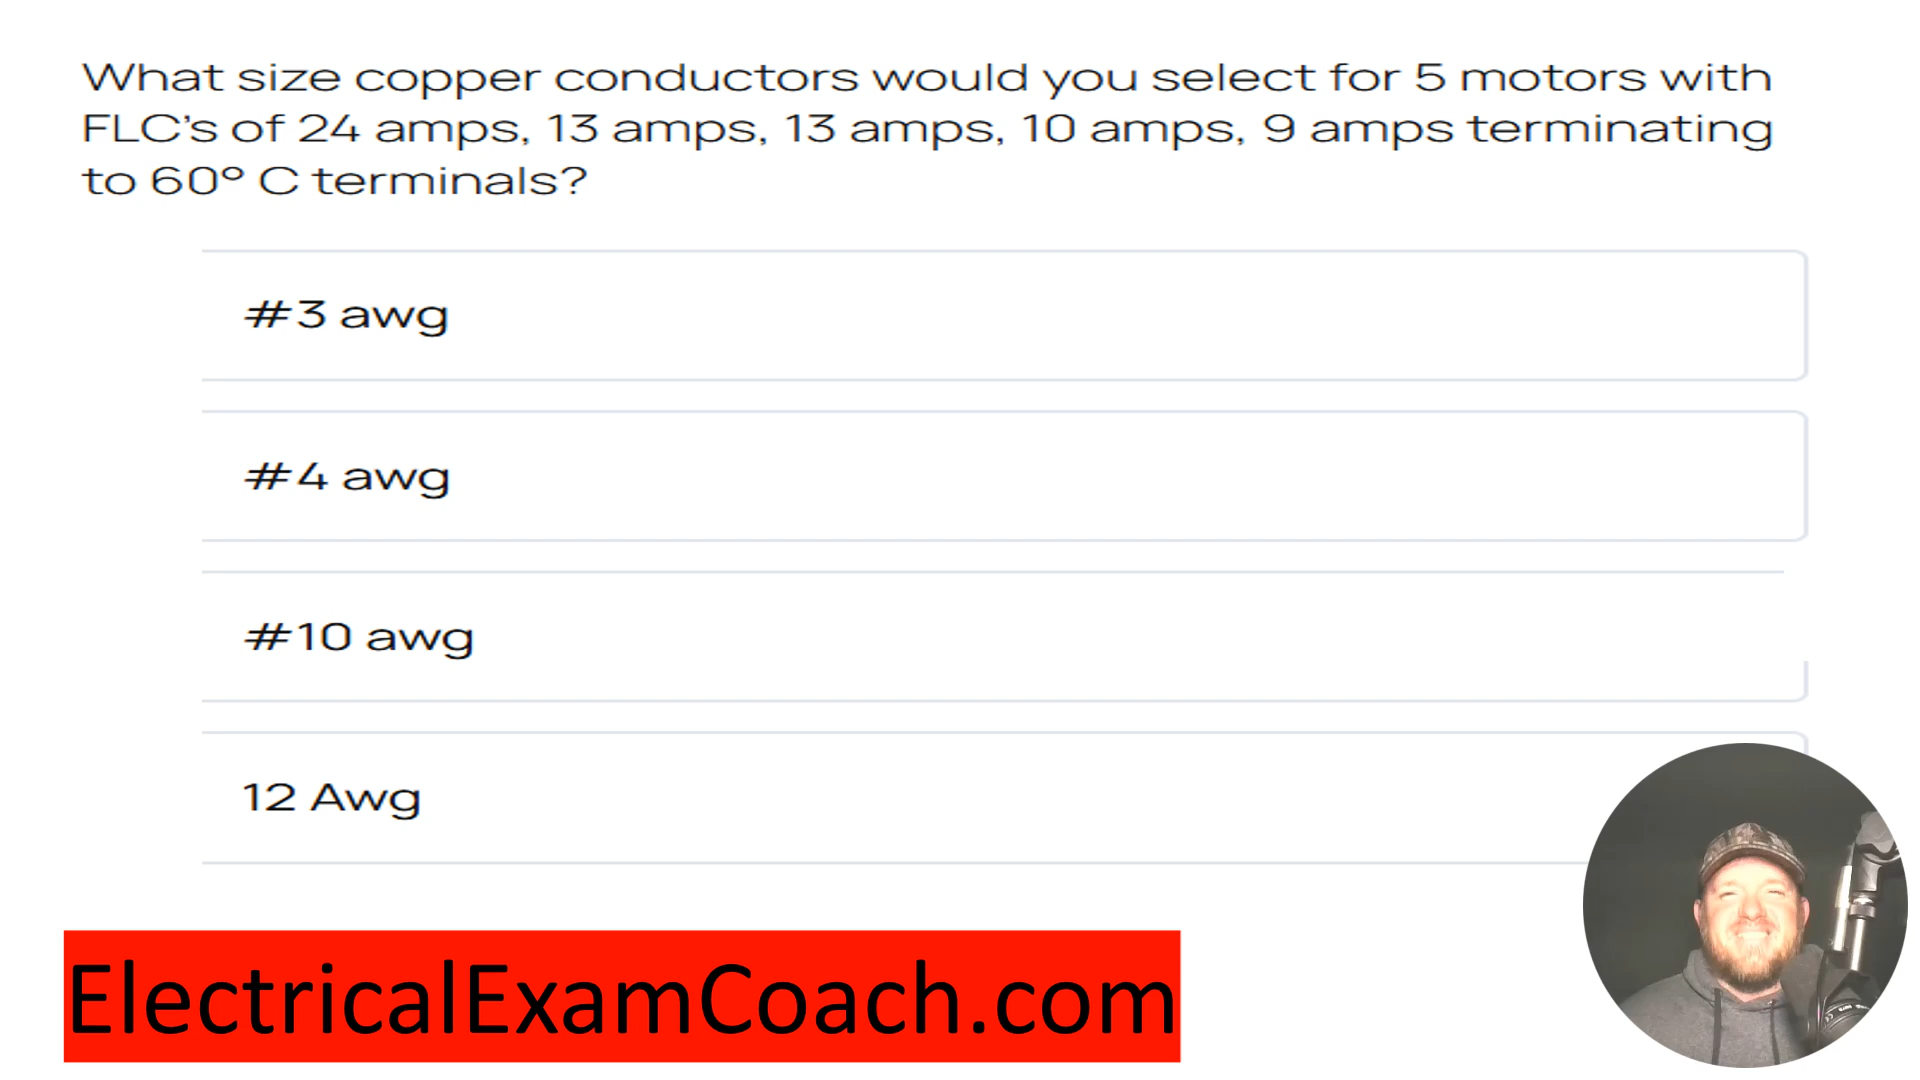 What size copper conductors would you select for 5 motors with
FLC's of 24 amps, 13 amps, 13 amps, 10 amps, 9 amps terminating
to 60º C terminals?
#3 awg
#4 awg
#10 awg
12 Awg
ElectricalExamCoach.com